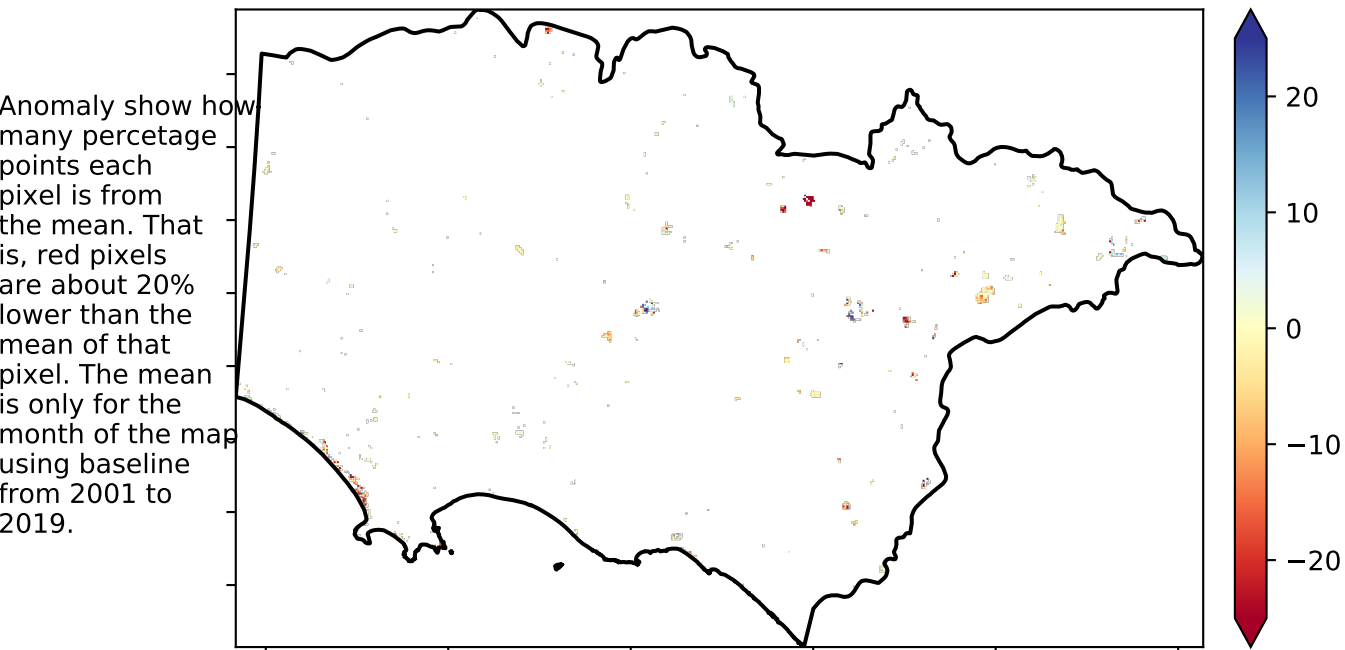 Anomaly show how
many percetage
points each
pixel is from
the mean. That
is, red pixels
are about 20%
lower than the
mean of that
pixel. The mean
is only for the
month of the map
using baseline
from 2001 to
2019.
20
10
0
−10
−20